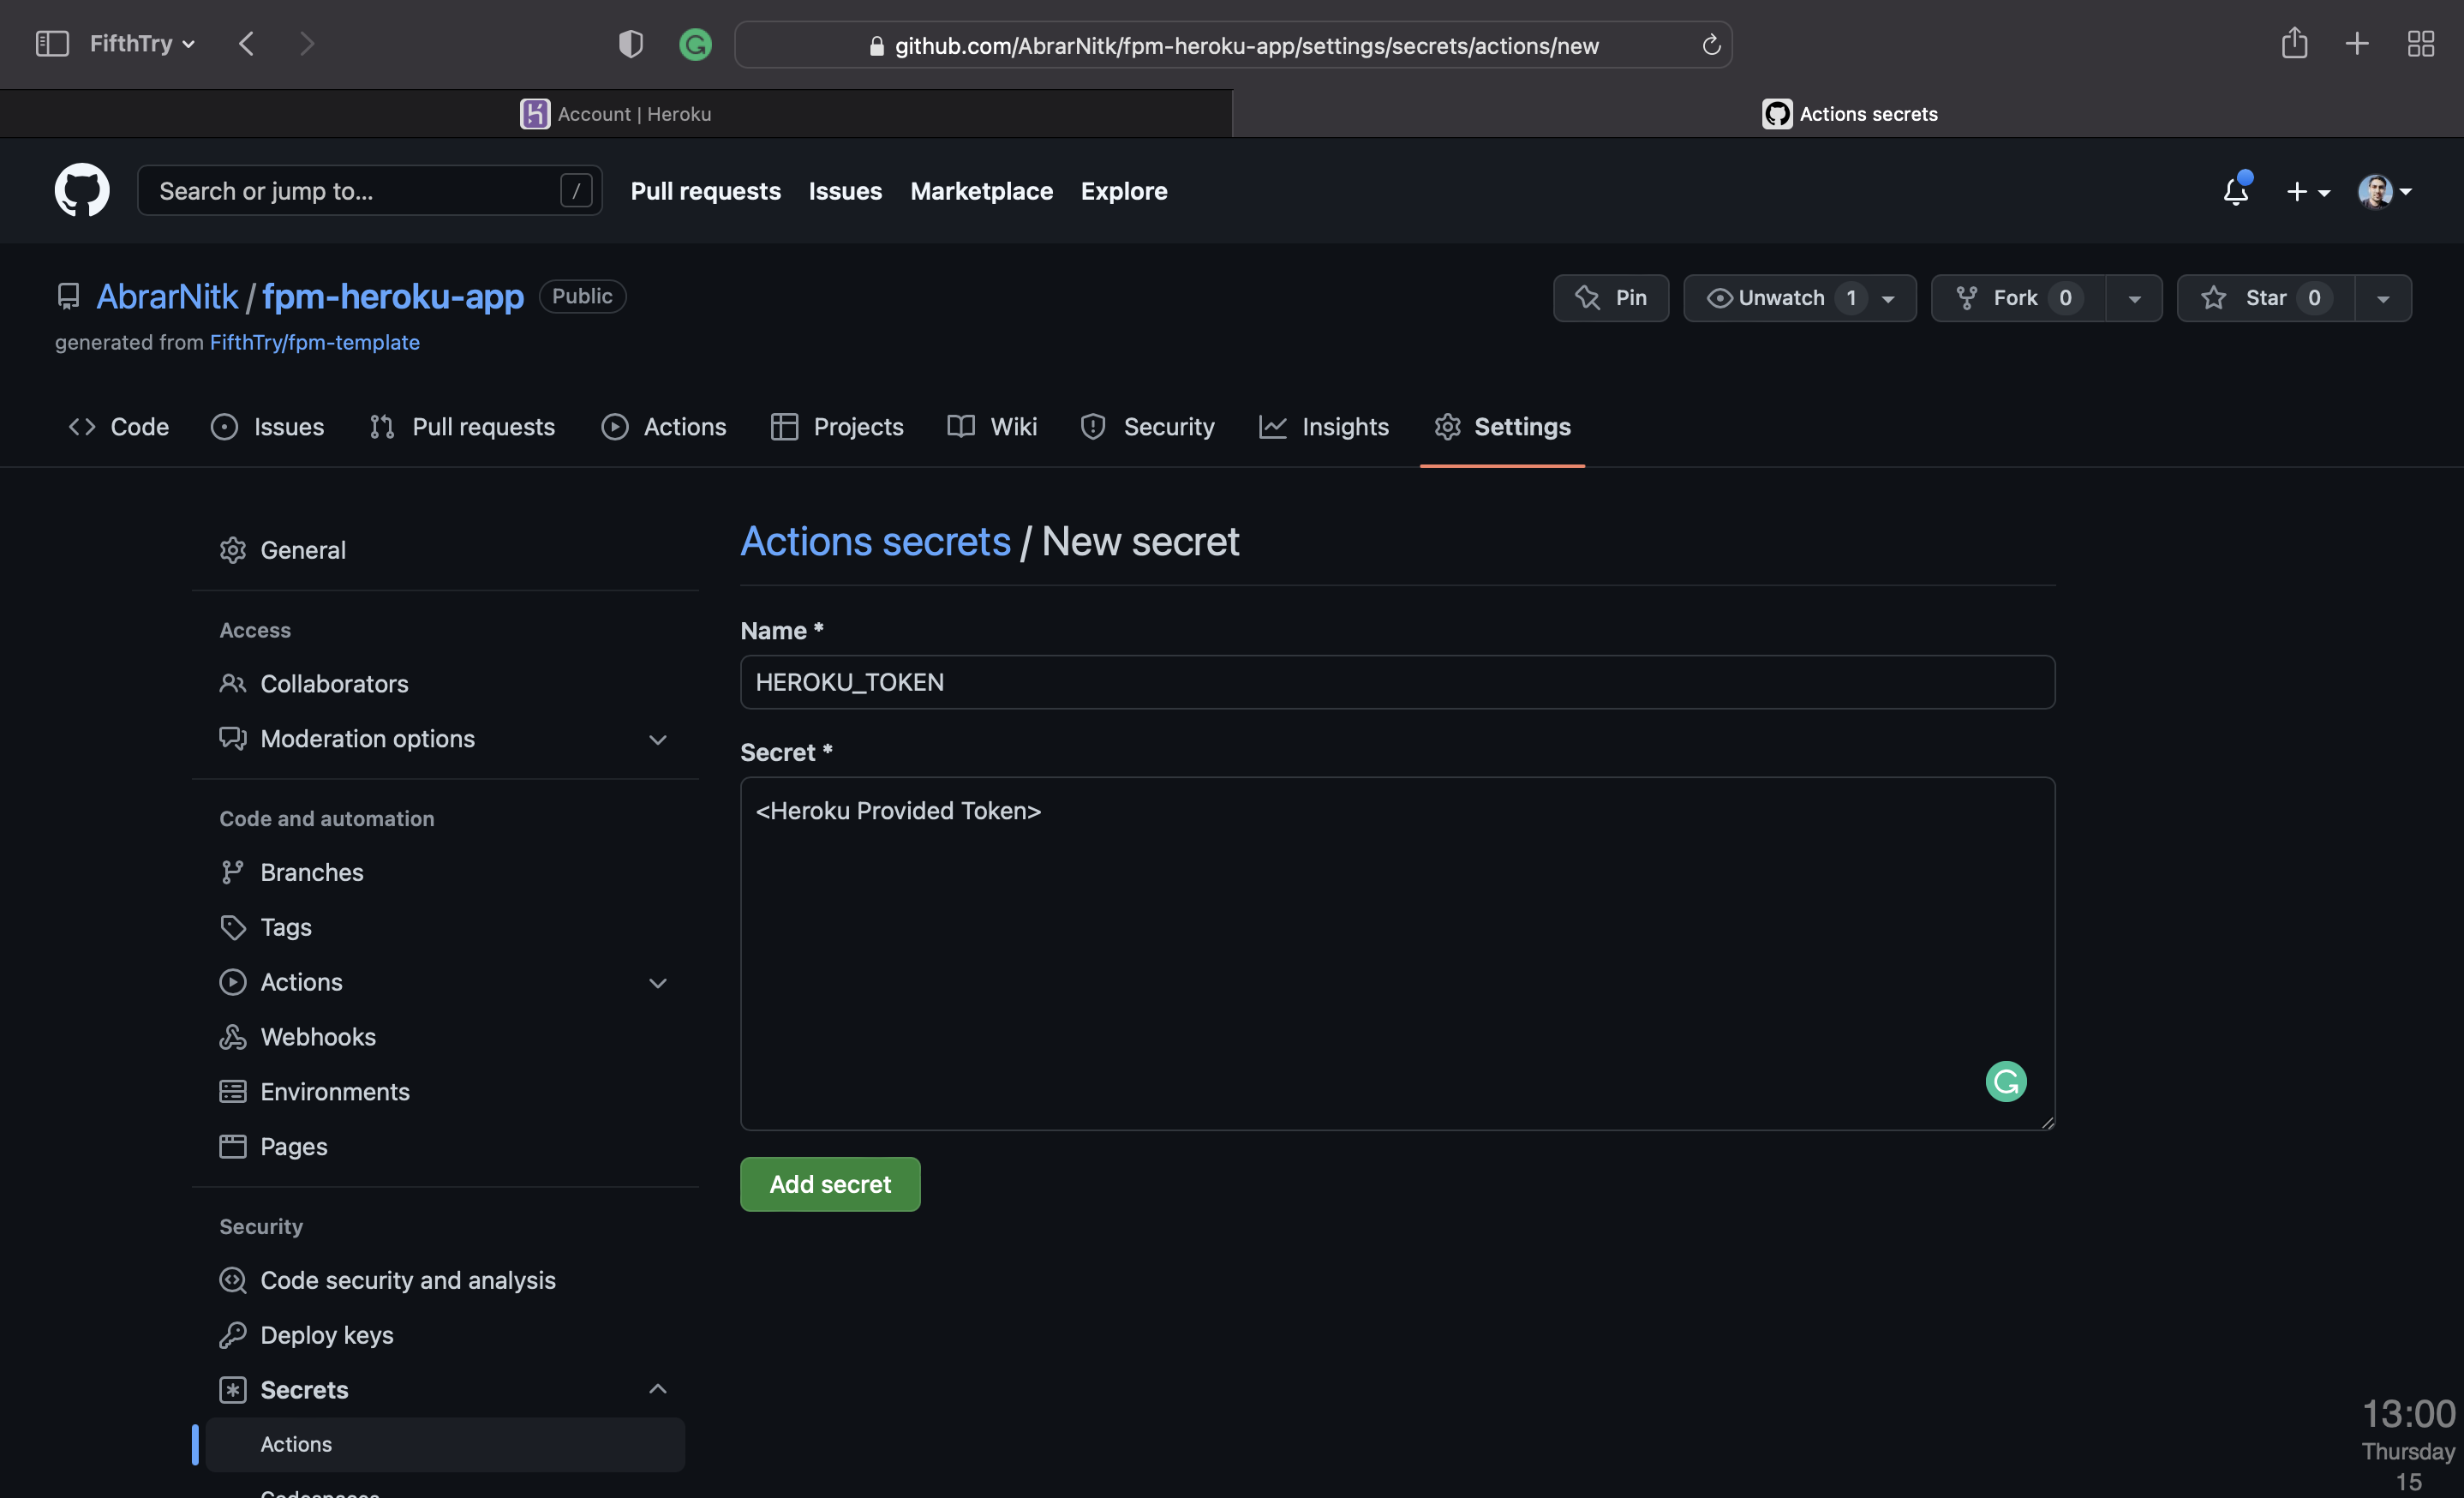 FifthTry
github.com/AbrarNitk/fpm-heroku-app/settings/secrets/actions/new
Account | Heroku
Actions secrets
Search or jump to...
/
Pull requests
Issues
Marketplace
Explore
AbrarNitk / fpm-heroku-app
Public
generated from FifthTry/fpm-template
Pin
Unwatch 1
Fork 0
Star 0
Code
Issues
Pull requests
Actions
Projects
Wiki
Security
Insights
Settings
General
Access
Collaborators
Moderation options
Code and automation
Branches
Tags
Actions
Webhooks
Environments
Pages
Security
Code security and analysis
Deploy keys
Secrets
Actions
Actions secrets / New secret
Name *
HEROKU_TOKEN
Secret *
<Heroku Provided Token>
Add secret
13:00
Thursday
15